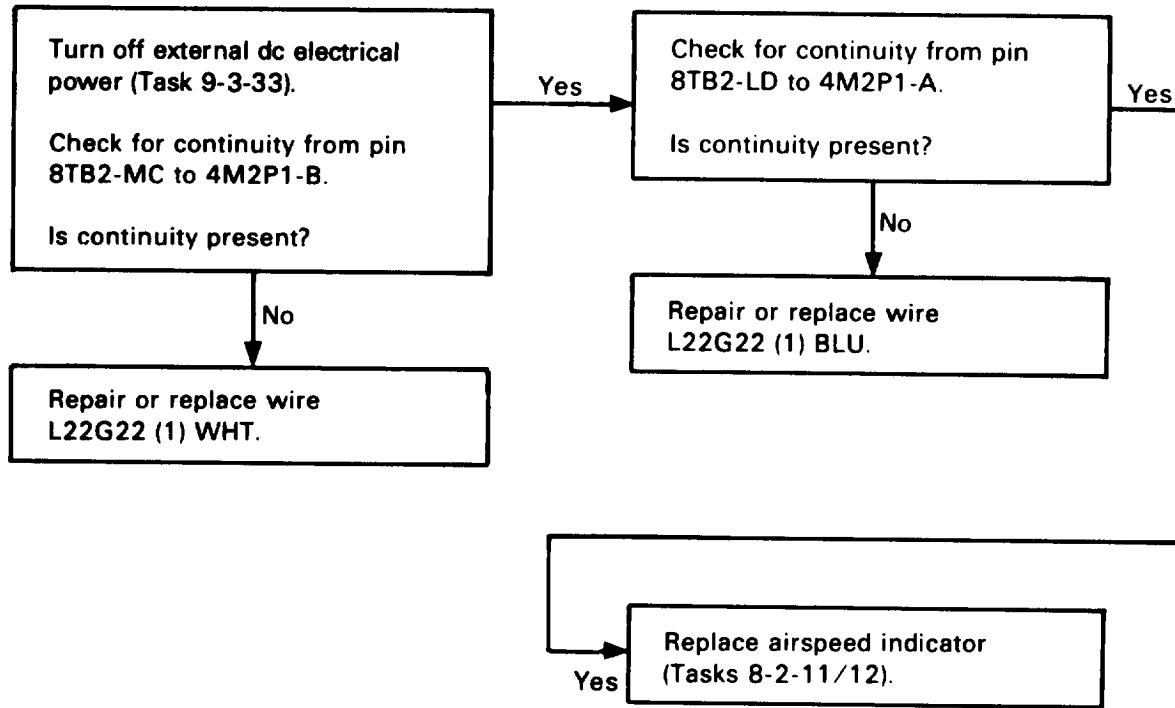 Turn off external dc electrical
power (Task 9-3-33).
Check for continuity from pin
8TB2-MC to 4M2P1-B.
Is continuity present?
Yes
No
Repair or replace wire
L22G22 (1) WHT.
Check for continuity from pin
8TB2-LD to 4M2P1-A.
Is continuity present?
Yes
No
Repair or replace wire
L22G22 (1) BLU.
Yes
Replace airspeed indicator
(Tasks 8-2-11/12).